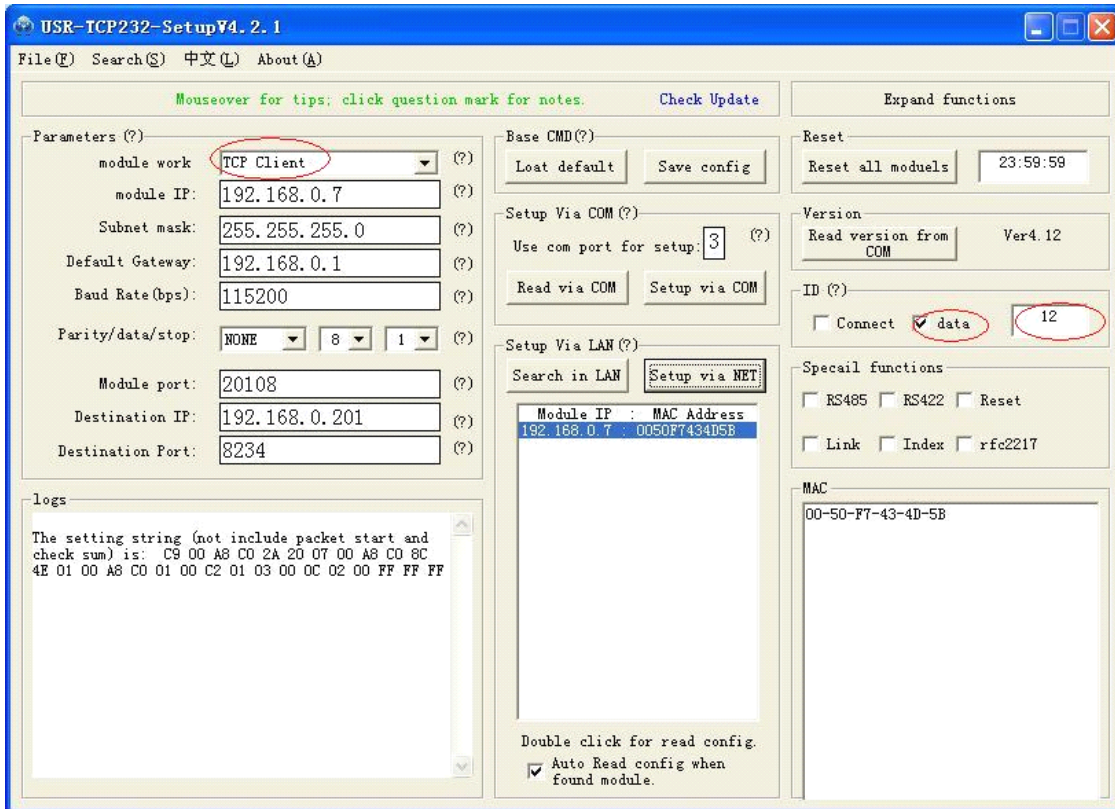 USR-TCP232-SetupV4.2.1
File(F) Search(S) 中文(L) About(A)
Mouseover for tips; click question mark for notes. Check Update
Expand functions
Parameters (?)
module work TCP Client (?)
module IP: 192.168.0.7 (?)
Subnet mask: 255.255.255.0 (?)
Default Gateway: 192.168.0.1 (?)
Baud Rate(bps): 115200 (?)
Parity/data/stop: NONE 8 1 (?)
Module port: 20108 (?)
Destination IP: 192.168.0.201 (?)
Destination Port: 8234 (?)
logs
The setting string (not include packet start and
check sum) is: C9 00 A8 C0 2A 20 07 00 A8 C0 8C
4E 01 00 A8 C0 01 00 C2 01 03 00 0C 02 00 FF FF FF
Base CMD(?)
Loat default Save config
Setup Via COM(?)
Use com port for setup: 3 (?)
Read via COM Setup via COM
Setup Via LAN(?)
Search in LAN Setup via NET
Module IP : MAC Address
192.168.0.7 : 0050F7434D5B
Double click for read config.
Auto Read config when
found module.
Reset
Reset all moduels 23:59:59
Version
Read version from
COM
Ver4.12
ID (?)
Connect data 12
Specail functions
RS485 RS422 Reset
Link Index rfc2217
MAC
00-50-F7-43-4D-5B